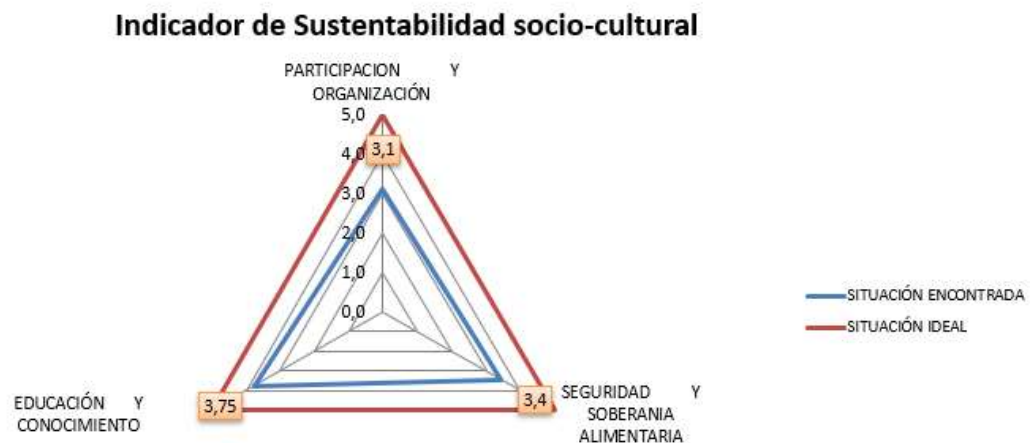 Indicador de Sustentabilidad socio-cultural
PARTICIPACION Y
ORGANIZACIÓN
5,0
4,0
3,1
3,0
2,0
1,0
0,0
SITUACIÓN ENCONTRADA
SITUACIÓN IDEAL
EDUCACIÓN Y
CONOCIMIENTO
3,75
3,4
SEGURIDAD Y
SOBERANIA
ALIMENTARIA